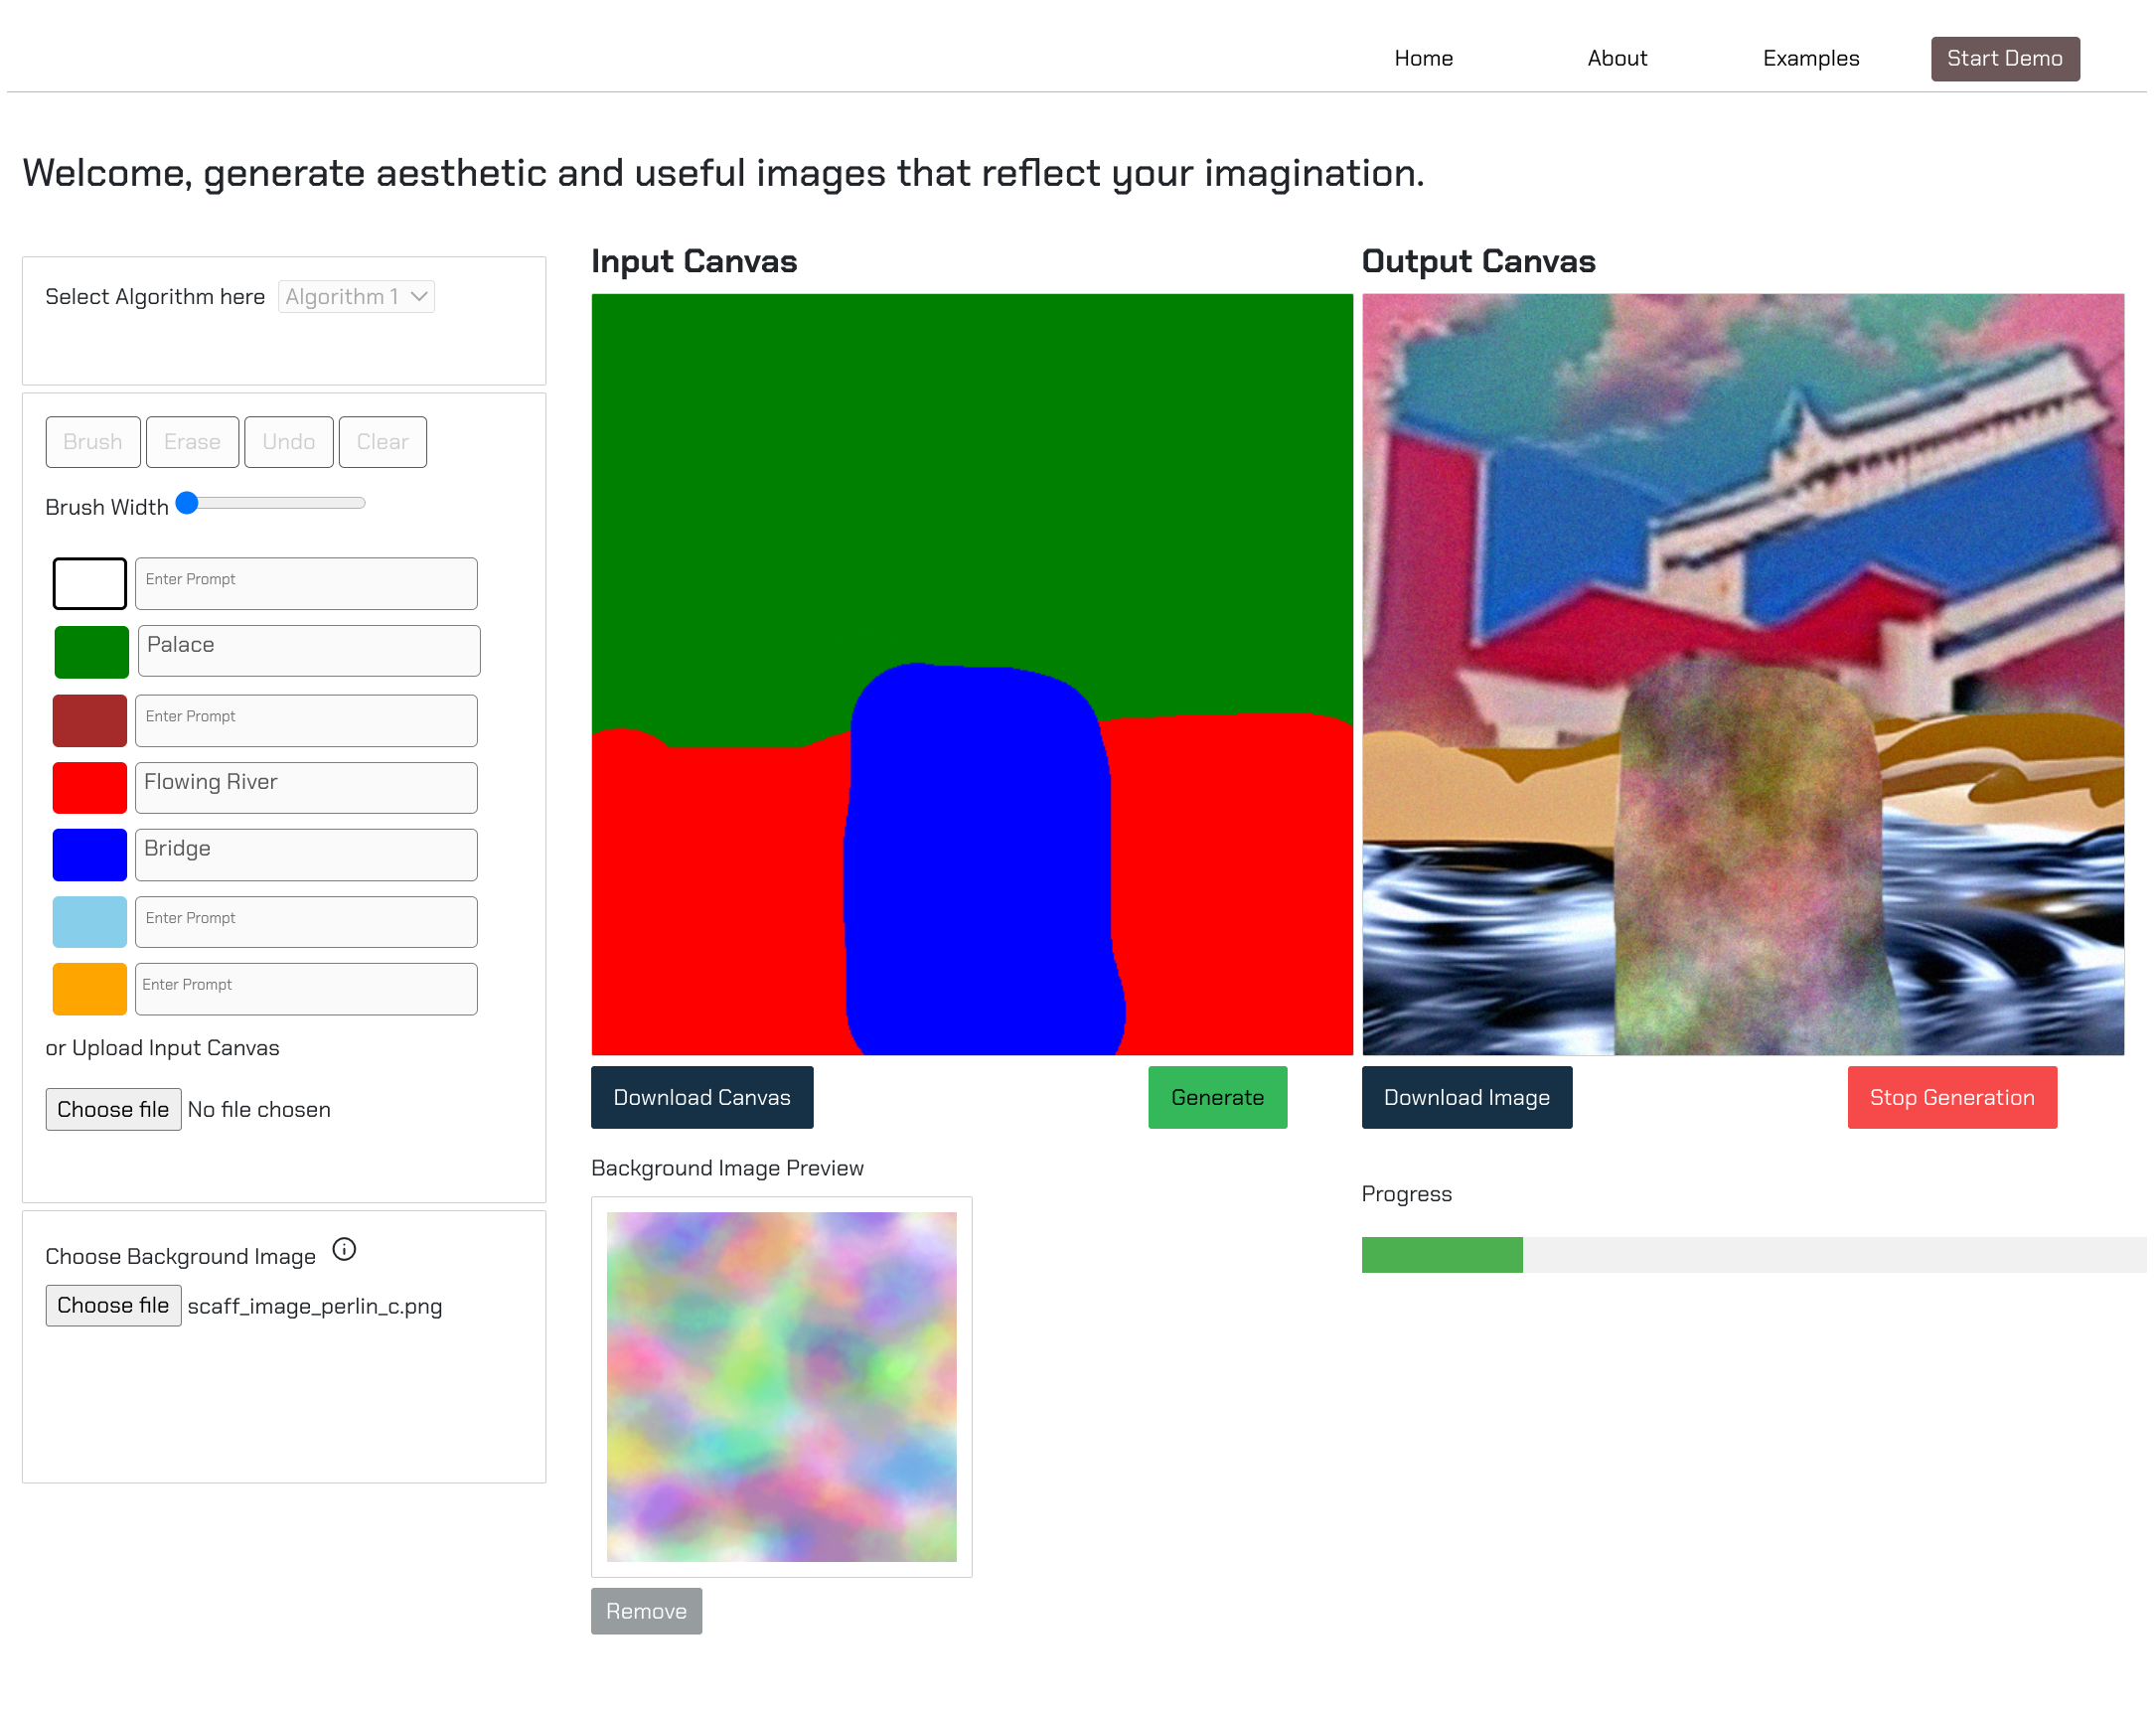 Home About Examples Start Demo
Welcome, generate aesthetic and useful images that reflect your imagination.
Select Algorithm here Algorithm 1
Brush Erase Undo Clear
Brush Width
Enter Prompt
Palace
Enter Prompt
Flowing River
Bridge
Enter Prompt
Enter Prompt
or Upload Input Canvas
Choose file No file chosen
Choose Background Image
Choose file scaff_image_perlin_c.png
Input Canvas
Download Canvas Generate
Background Image Preview
Remove
Output Canvas
Download Image Stop Generation
Progress